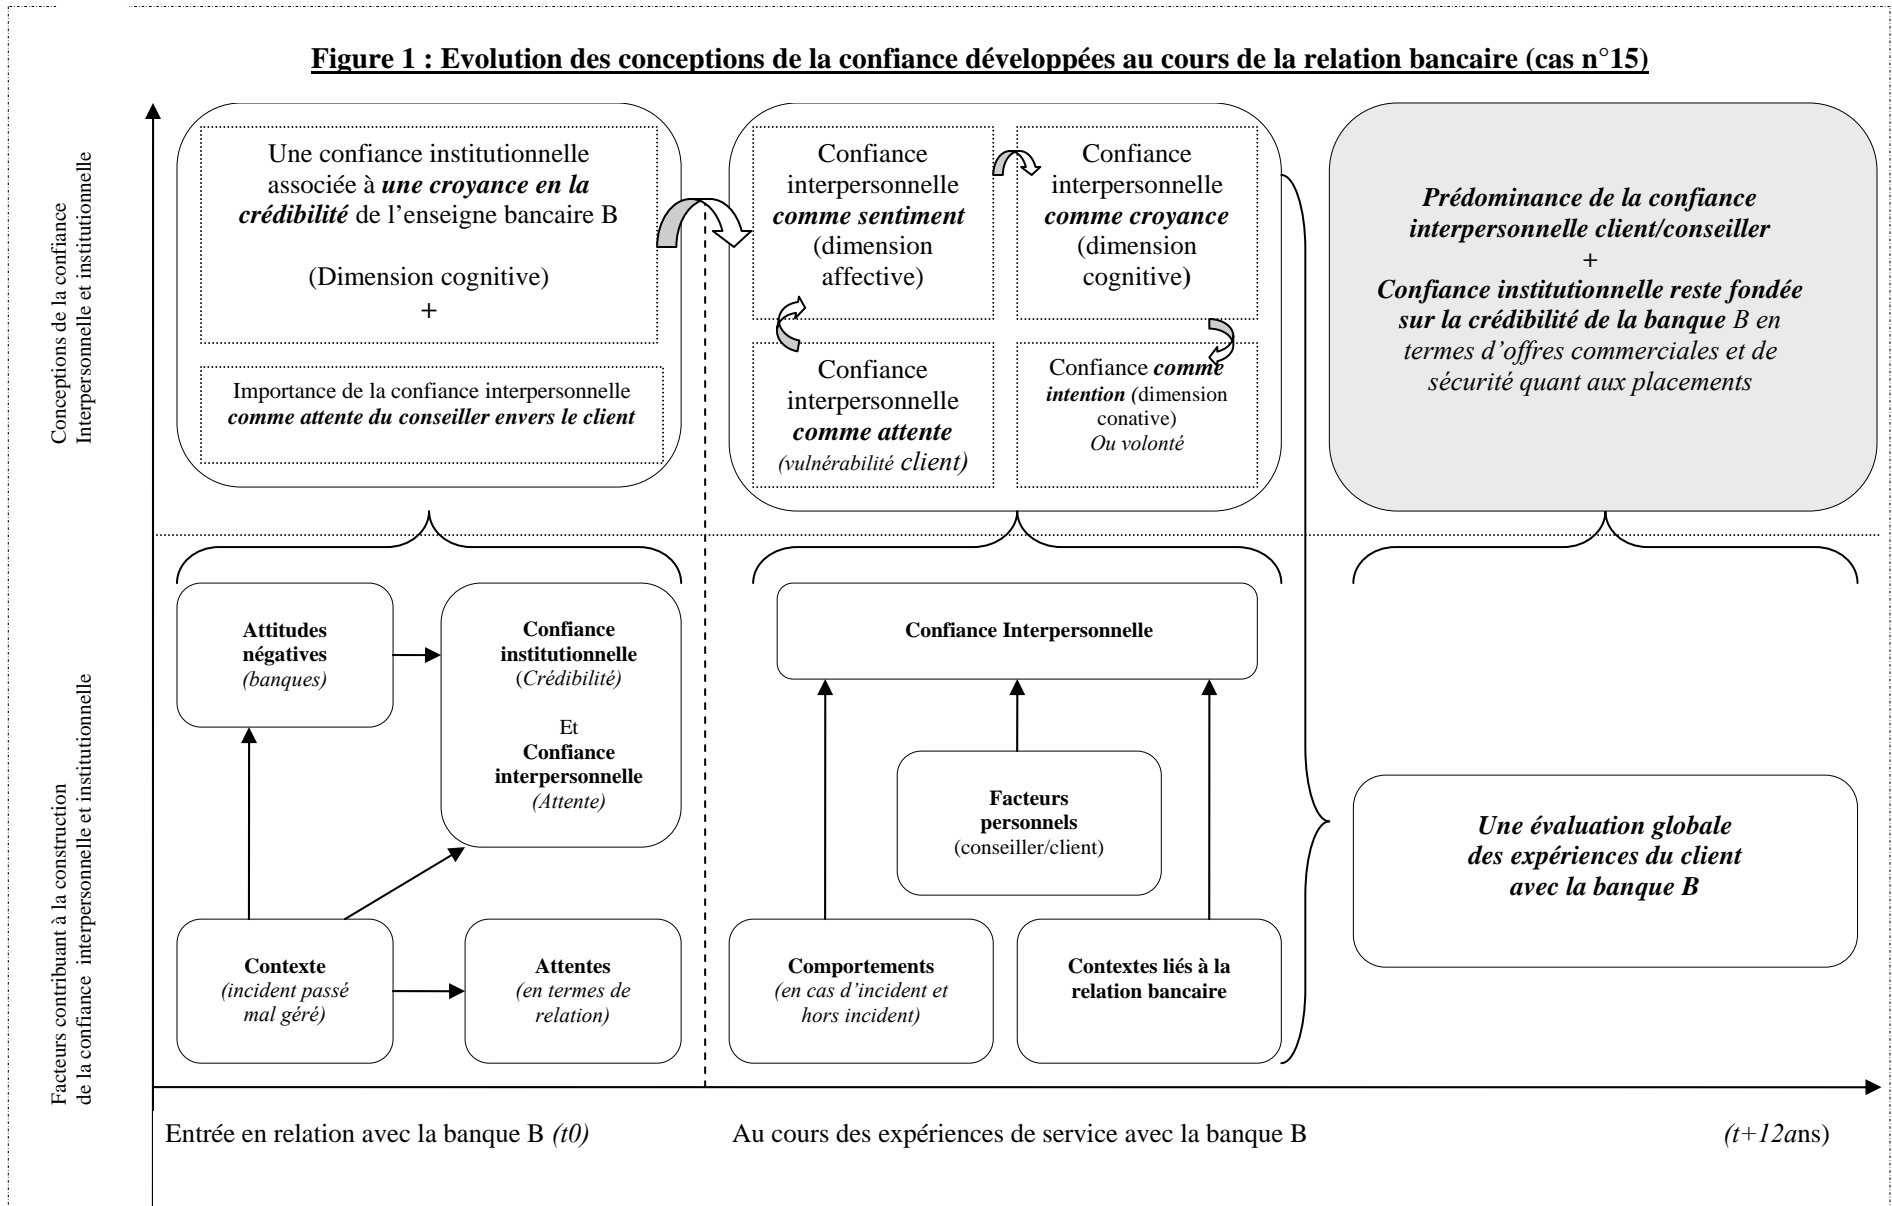 Figure 1 : Evolution des conceptions de la confiance développées au cours de la relation bancaire (cas n°15)
Conceptions de la confiance
Interpersonnelle et institutionnelle
Une confiance institutionnelle
associée à une croyance en la
crédibilité de l’enseigne bancaire B
(Dimension cognitive)
+
Importance de la confiance interpersonnelle
comme attente du conseiller envers le client
Confiance
interpersonnelle
comme sentiment
(dimension
affective)
Confiance
interpersonnelle
comme croyance
(dimension
cognitive)
Confiance
interpersonnelle
comme attente
(vulnérabilité client)
Confiance comme
intention (dimension
conative)
Ou volonté
Prédominance de la confiance
interpersonnelle client/conseiller
+
Confiance institutionnelle reste fondée
sur la crédibilité de la banque B en
termes d’offres commerciales et de
sécurité quant aux placements
Facteurs contribuant à la construction
de la confiance interpersonnelle et institutionnelle
Attitudes
négatives
(banques)
Confiance
institutionnelle
(Crédibilité)
Et
Confiance
interpersonnelle
(Attente)
Contexte
(incident passé
mal géré)
Attentes
(en termes de
relation)
Confiance Interpersonnelle
Facteurs
personnels
(conseiller/client)
Comportements
(en cas d’incident et
hors incident)
Contextes liés à la
relation bancaire
Une évaluation globale
des expériences du client
avec la banque B
Entrée en relation avec la banque B (t0)
Au cours des expériences de service avec la banque B
(t+12ans)